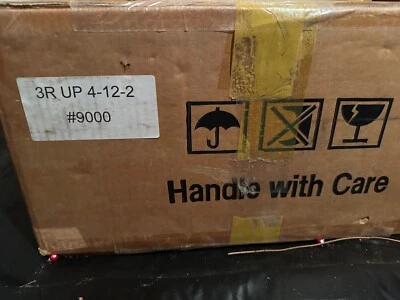 3R UP 4-12-2
#9000
Handle with Care